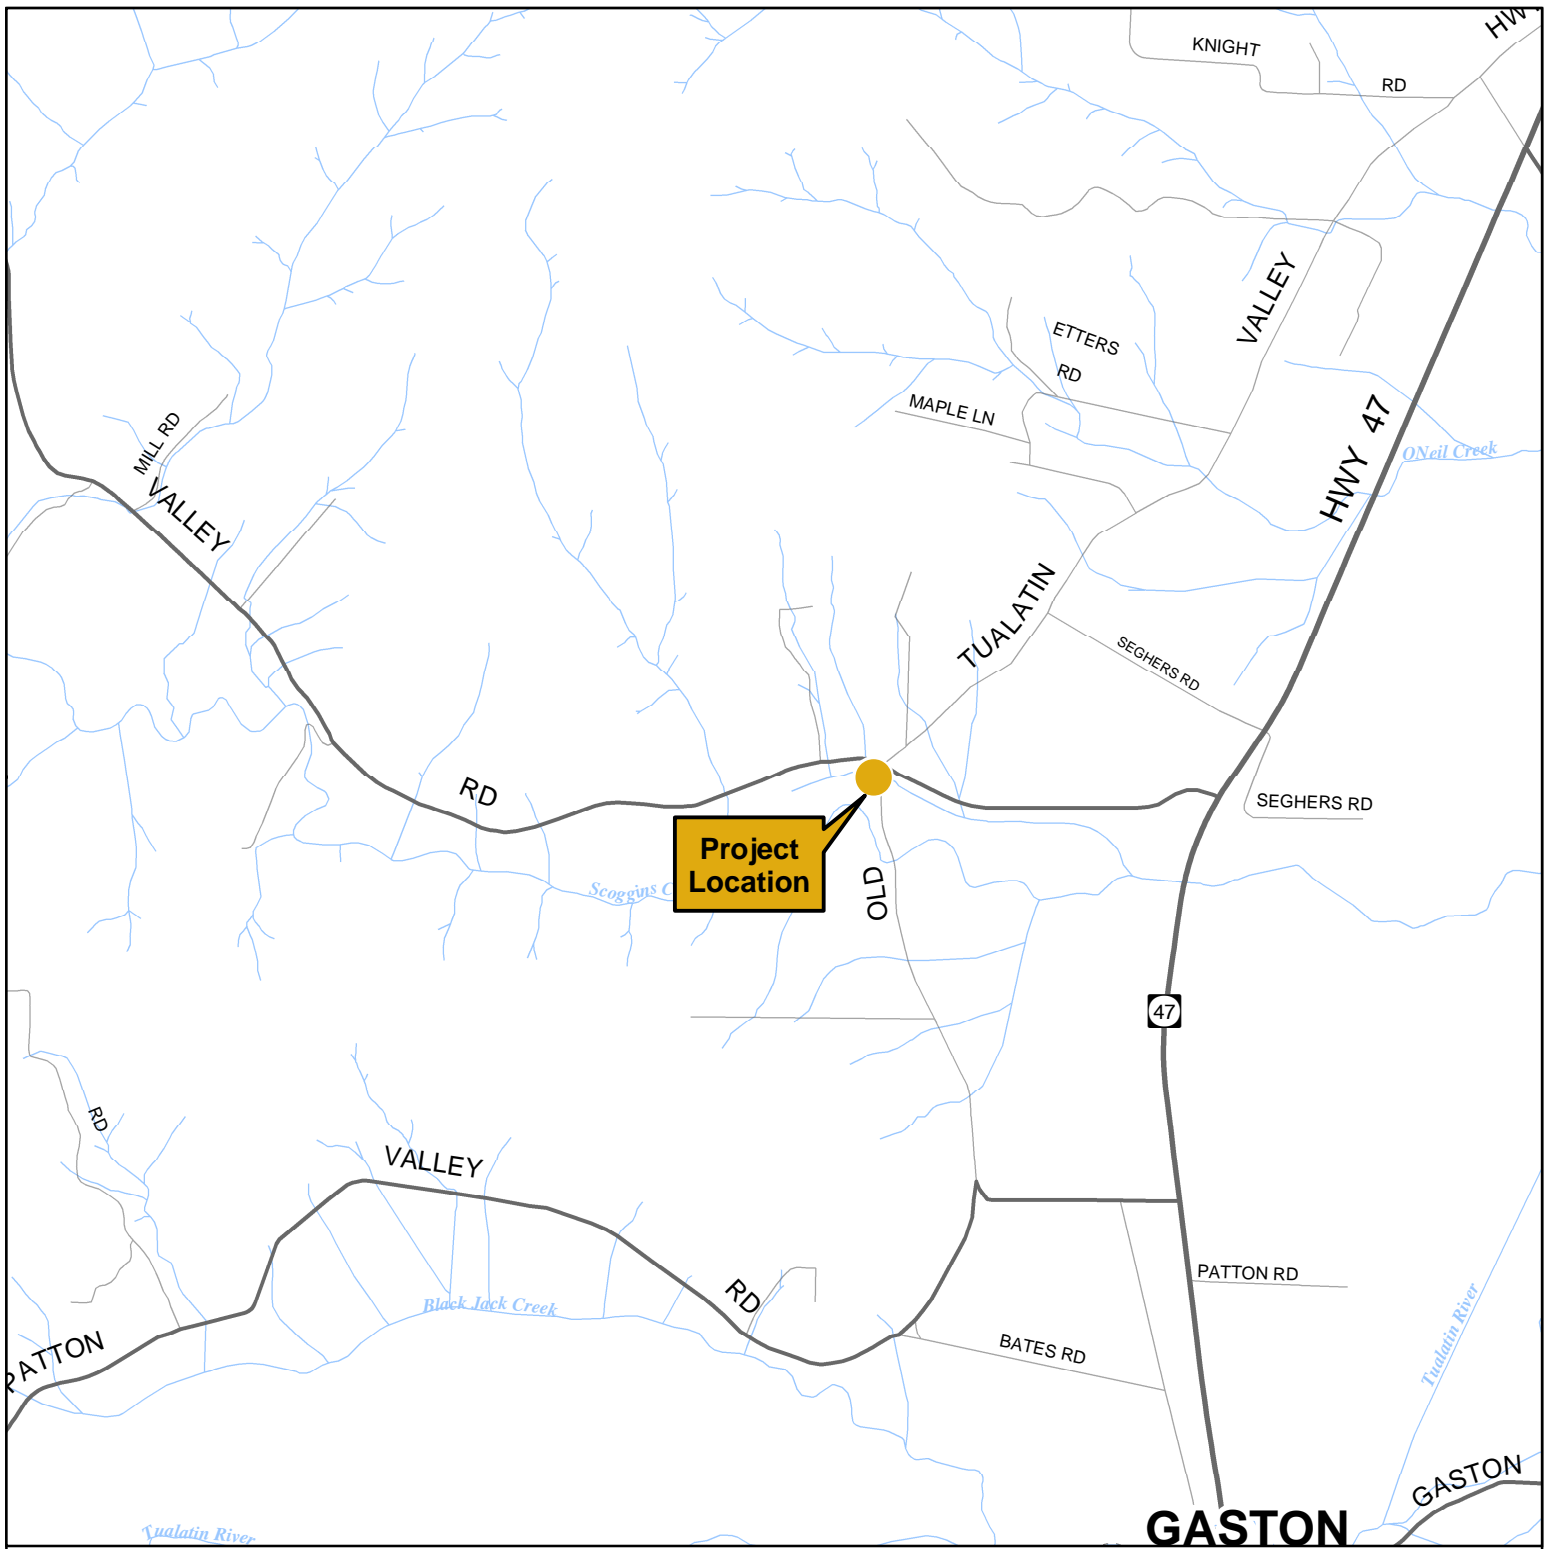 HWY
KNIGHT
RD
VALLEY
ETTERS
RD
MAPLE LN
HWY 47
ONeil Creek
MILL RD
VALLEY
TUALATIN
SEGHERS RD
RD
SEGHERS RD
Project
Location
OLD
Scoggins C
47
RD
VALLEY
PATTON RD
RD
Black Jack Creek
Tualatin River
BATES RD
PATTON
GASTON
GASTON
Tualatin River